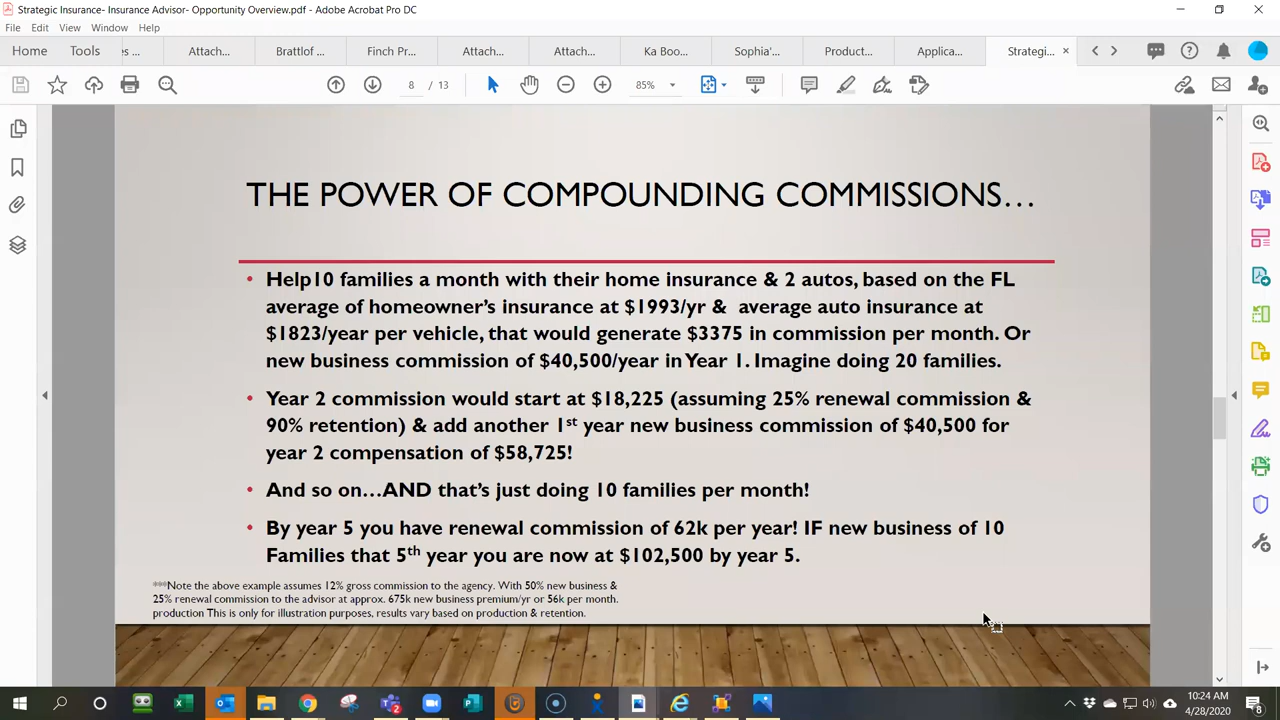 Strategic Insurance- Insurance Advisor- Opportunity Overview.pdf - Adobe Acrobat Pro DC
File Edit View Window Help
Home Tools es ... Attach... Brattlof ... Finch Pr... Attach... Attach... Ka Boo... Sophia'... Product... Applica... Strategi... ×
8 / 13 85%
THE POWER OF COMPOUNDING COMMISSIONS…
• Help10 families a month with their home insurance & 2 autos, based on the FL
average of homeowner's insurance at $1993/yr & average auto insurance at
$1823/year per vehicle, that would generate $3375 in commission per month. Or
new business commission of $40,500/year in Year 1. Imagine doing 20 families.
• Year 2 commission would start at $18,225 (assuming 25% renewal commission &
90% retention) & add another 1st year new business commission of $40,500 for
year 2 compensation of $58,725!
• And so on…AND that's just doing 10 families per month!
• By year 5 you have renewal commission of 62k per year! IF new business of 10
Families that 5th year you are now at $102,500 by year 5.
***Note the above example assumes 12% gross commission to the agency. With 50% new business &
25% renewal commission to the advisor at approx. 675k new business premium/yr or 56k per month.
production This is only for illustration purposes, results vary based on production & retention.
10:24 AM
4/28/2020
8